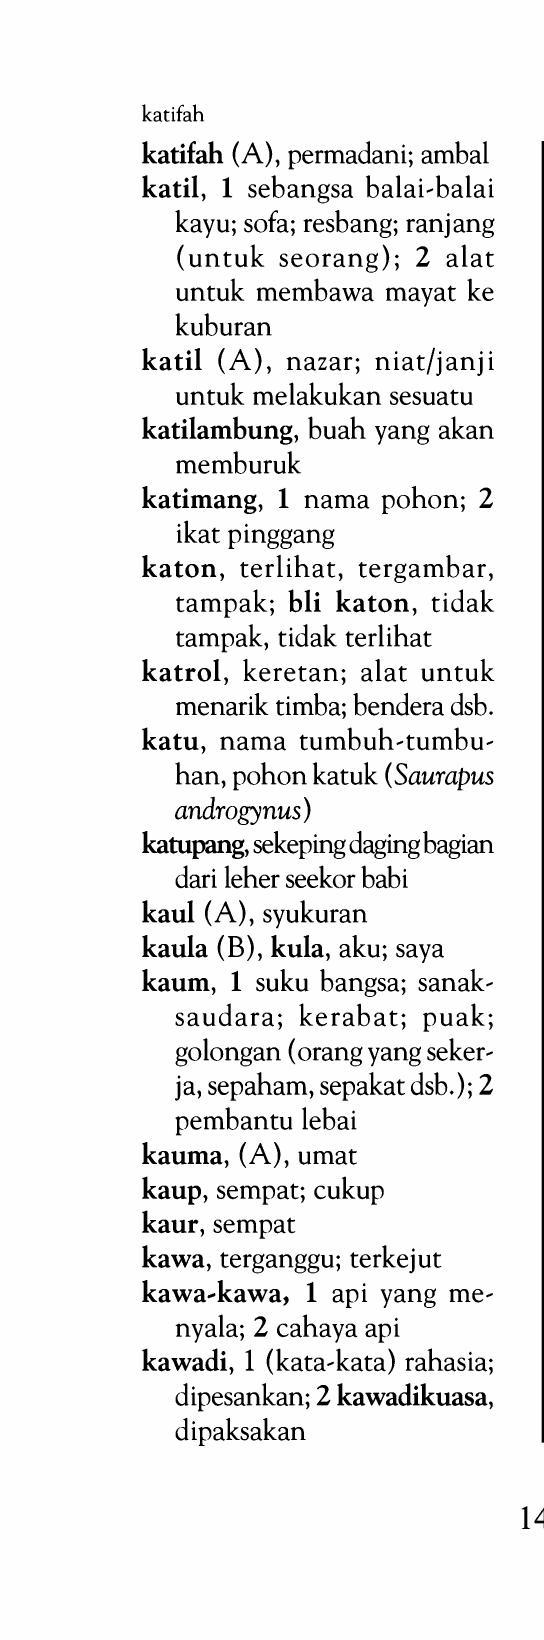 katifah
katifah (A), permadani; ambal
katil, 1 sebangsa balai-balai
kayu; sofa; resbang; ranjang
(untuk seorang); 2 alat
untuk membawa mayat ke
kuburan
katil (A), nazar; niat/janji
untuk melakukan sesuatu
katilambung, buah yang akan
memburuk
katimang, 1 nama pohon; 2
ikat pinggang
katon, terlihat, tergambar,
tampak; bli katon, tidak
tampak, tidak terlihat
katrol, keretan; alat untuk
menarik timba; bendera dsb.
katu, nama tumbuh-tumbu-
han, pohon katuk (Saurapus
androgynus)
katupang, sekeping daging bagian
dari leher seekor babi
kaul (A), syukuran
kaula (B), kula, aku; saya
kaum, 1 suku bangsa; sanak-
saudara; kerabat; puak;
golongan (orang yang seker-
ja, sepaham, sepakat dsb.); 2
pembantu lebai
kauma, (A), umat
kaup, sempat; cukup
kaur, sempat
kawa, terganggu; terkejut
kawa-kawa, 1 api yang me-
nyala; 2 cahaya api
kawadi, 1 (kata-kata) rahasia;
dipesankan; 2 kawadikuasa,
dipaksakan